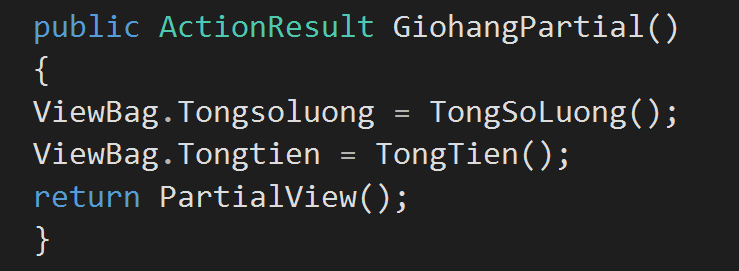 public ActionResult GiohangPartial()
{
ViewBag.Tongsoluong = TongSoLuong();
ViewBag.Tongtien = TongTien();
return PartialView();
}